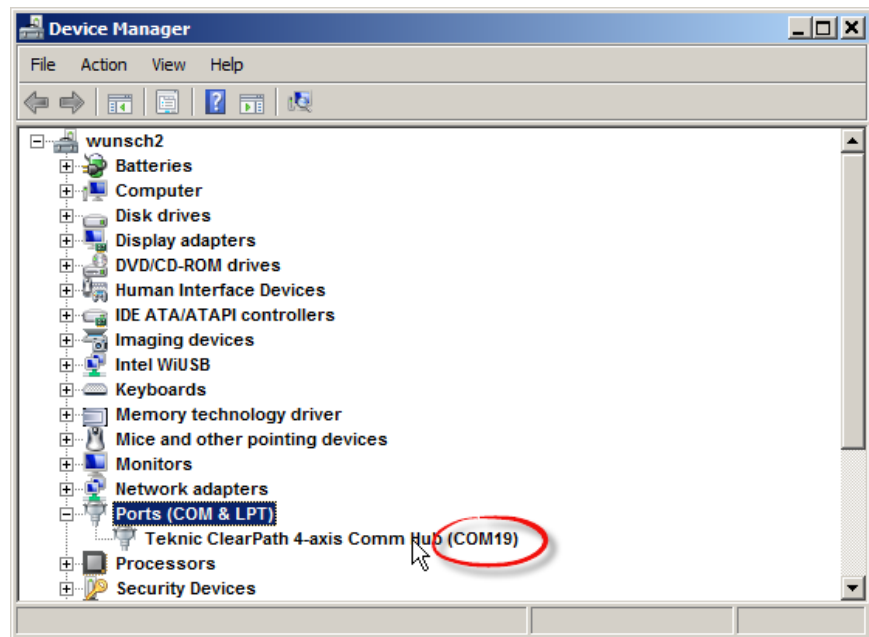 Device Manager
File Action View Help
wunsch2
Batteries
Computer
Disk drives
Display adapters
DVD/CD-ROM drives
Human Interface Devices
IDE ATA/ATAPI controllers
Imaging devices
Intel WiUSB
Keyboards
Memory technology driver
Mice and other pointing devices
Monitors
Network adapters
Ports (COM & LPT)
Teknic ClearPath 4-axis Comm Hub (COM19)
Processors
Security Devices